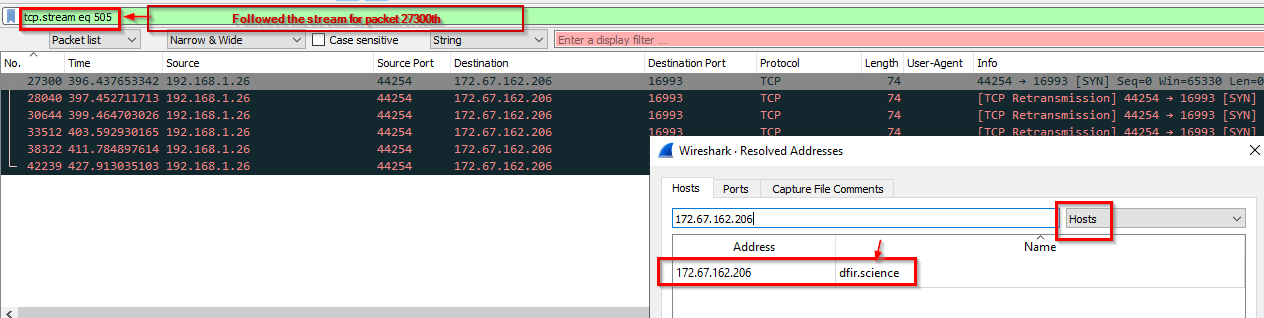 tcp.stream eq 505
Followed the stream for packet 27300th
Packet list Narrow & Wide Case sensitive String Enter a display filter ...
No. Time Source Source Port Destination Destination Port Protocol Length User-Agent Info
27300 396.437653342 192.168.1.26 44254 172.67.162.206 16993 TCP 74 44254 → 16993 [SYN] Seq=0 Win=65330 Len=0
28040 397.452711713 192.168.1.26 44254 172.67.162.206 16993 TCP 74 [TCP Retransmission] 44254 → 16993 [SYN]
30644 399.464703026 192.168.1.26 44254 172.67.162.206 16993 TCP 74 [TCP Retransmission] 44254 → 16993 [SYN]
33512 403.592930165 192.168.1.26 44254 172.67.162.206 16993 TCP 74 [TCP Retransmission] 44254 → 16993 [SYN]
38322 411.784897614 192.168.1.26 44254 172.67.162.206
42239 427.913035103 192.168.1.26 44254 172.67.162.206
Wireshark · Resolved Addresses
Hosts Ports Capture File Comments
172.67.162.206 Hosts
Address Name
172.67.162.206 dfir.science